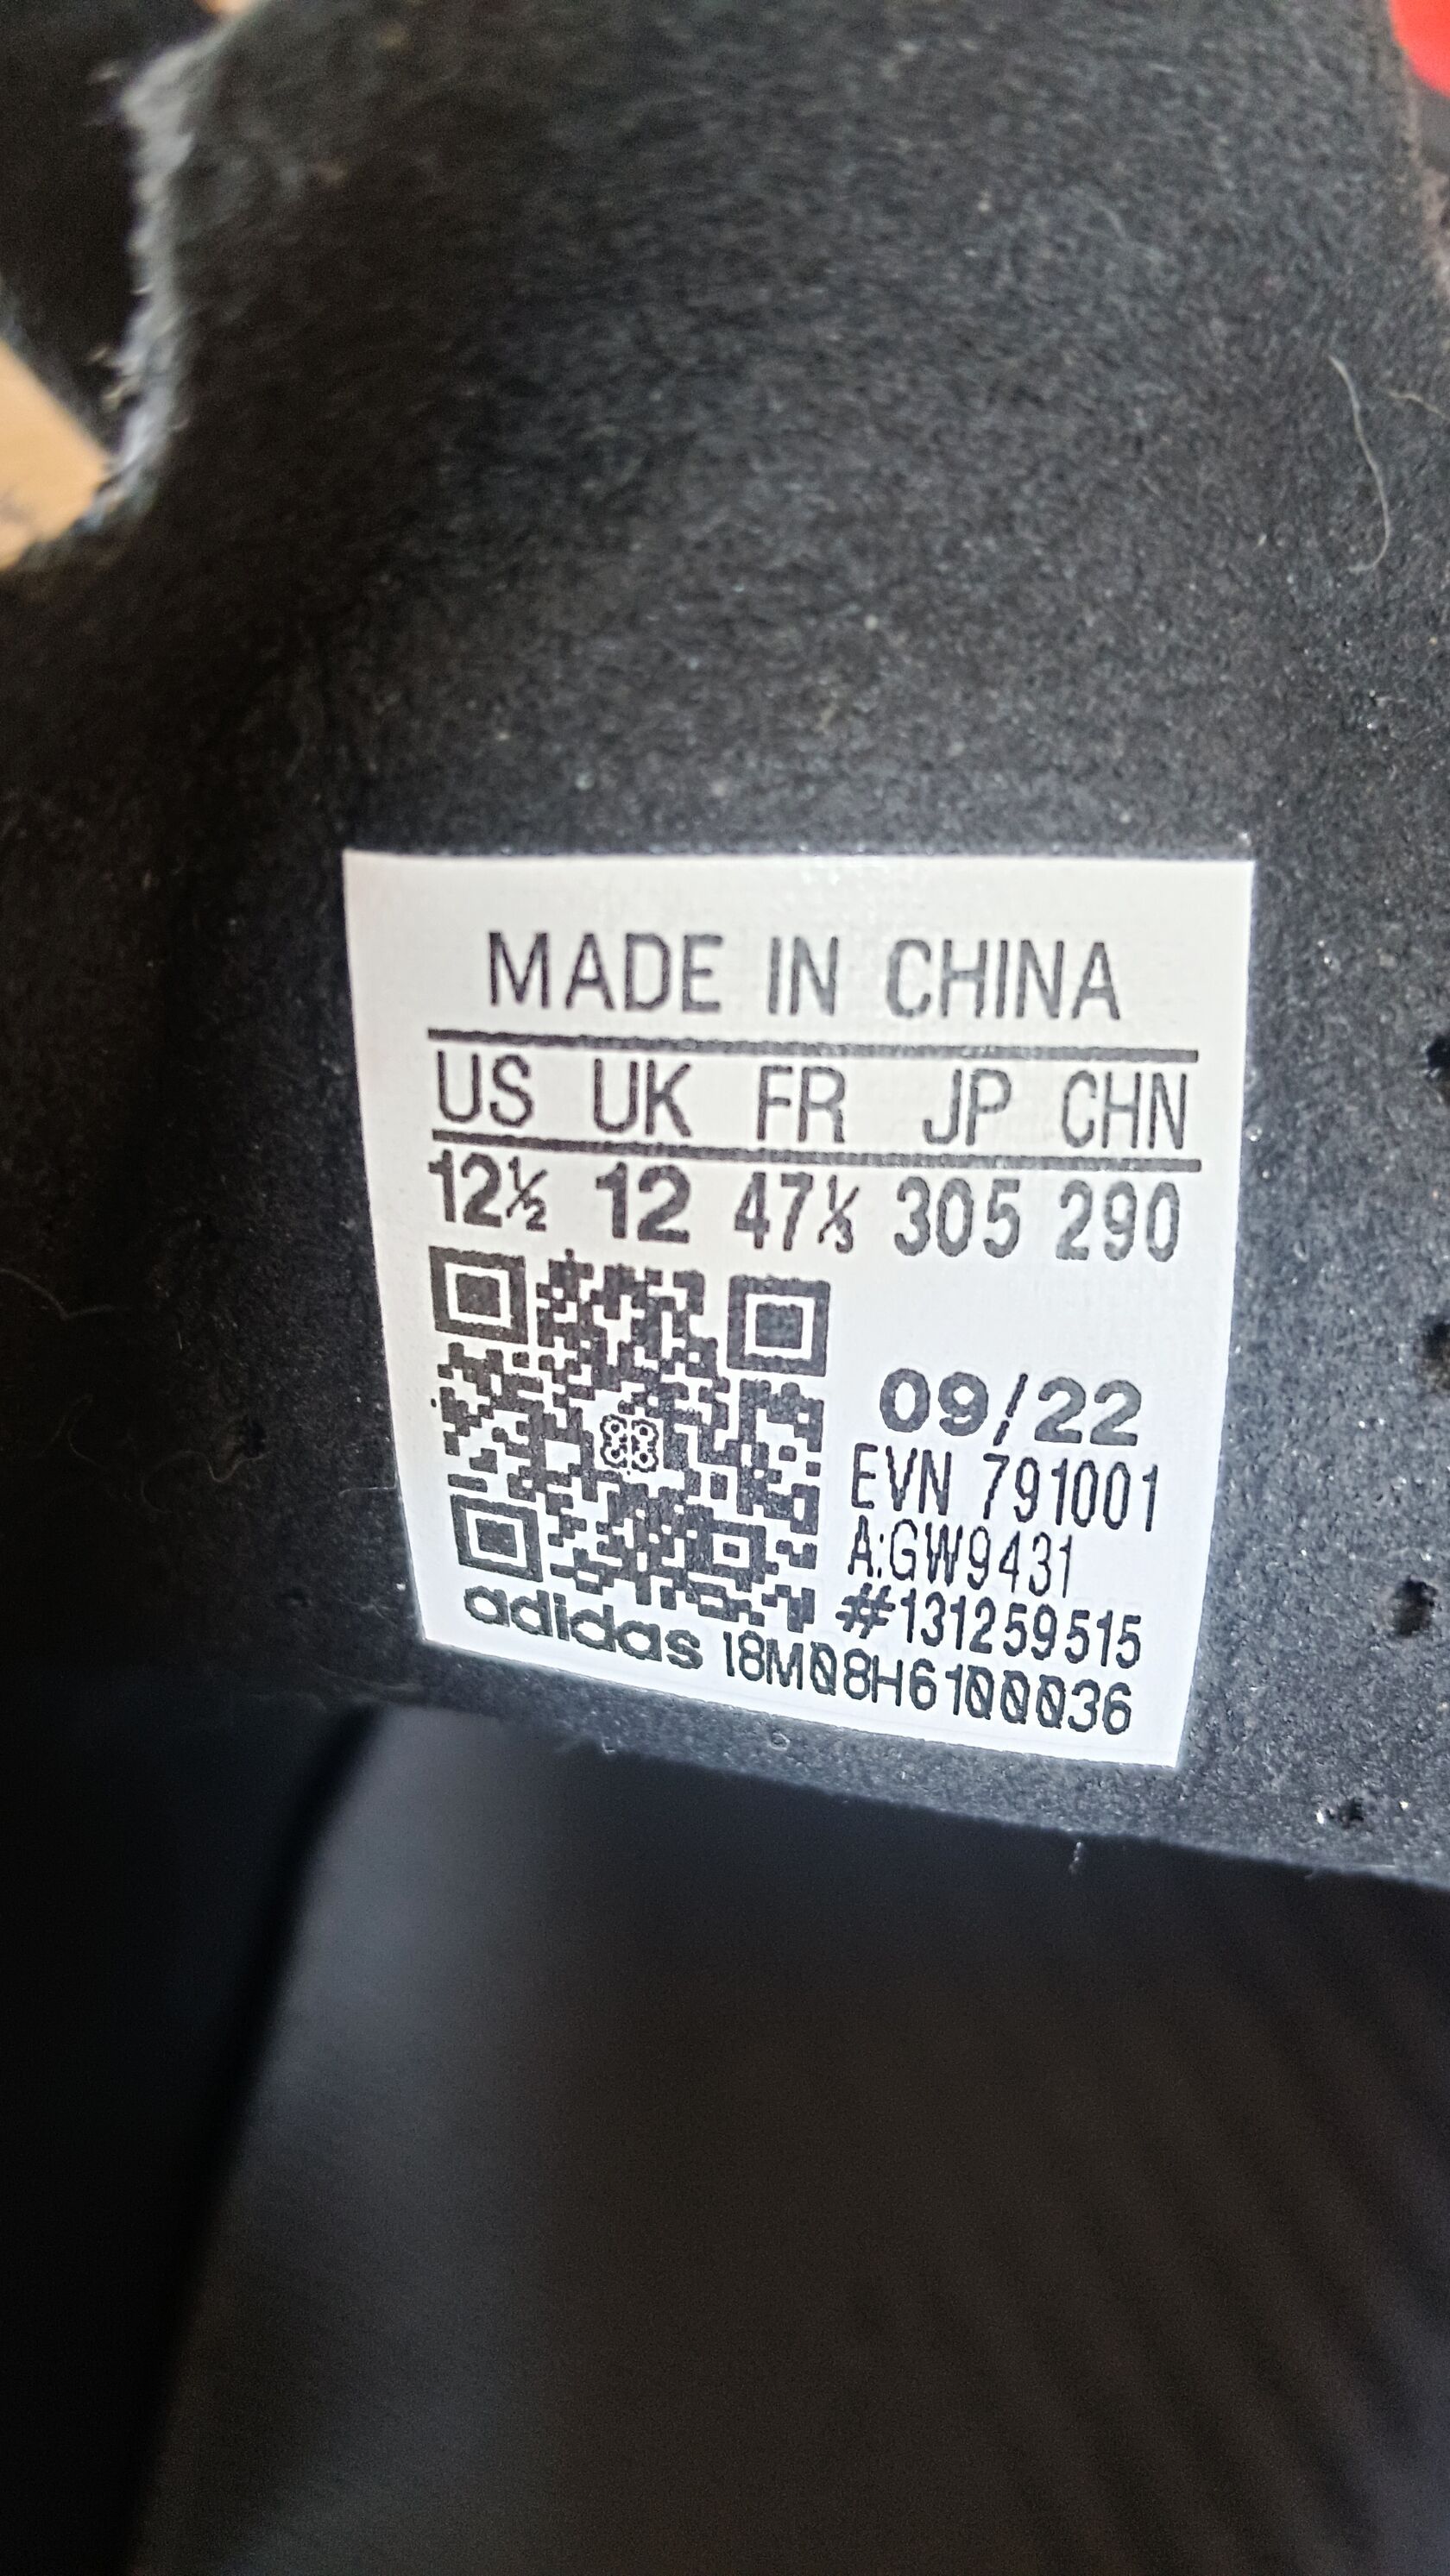 MADE IN CHINA
US UK FR JP CHN
12½ 12 47⅓ 305 290
09/22
EVN 791001
A:GW9431
#131259515
adidas 18M08H6100036